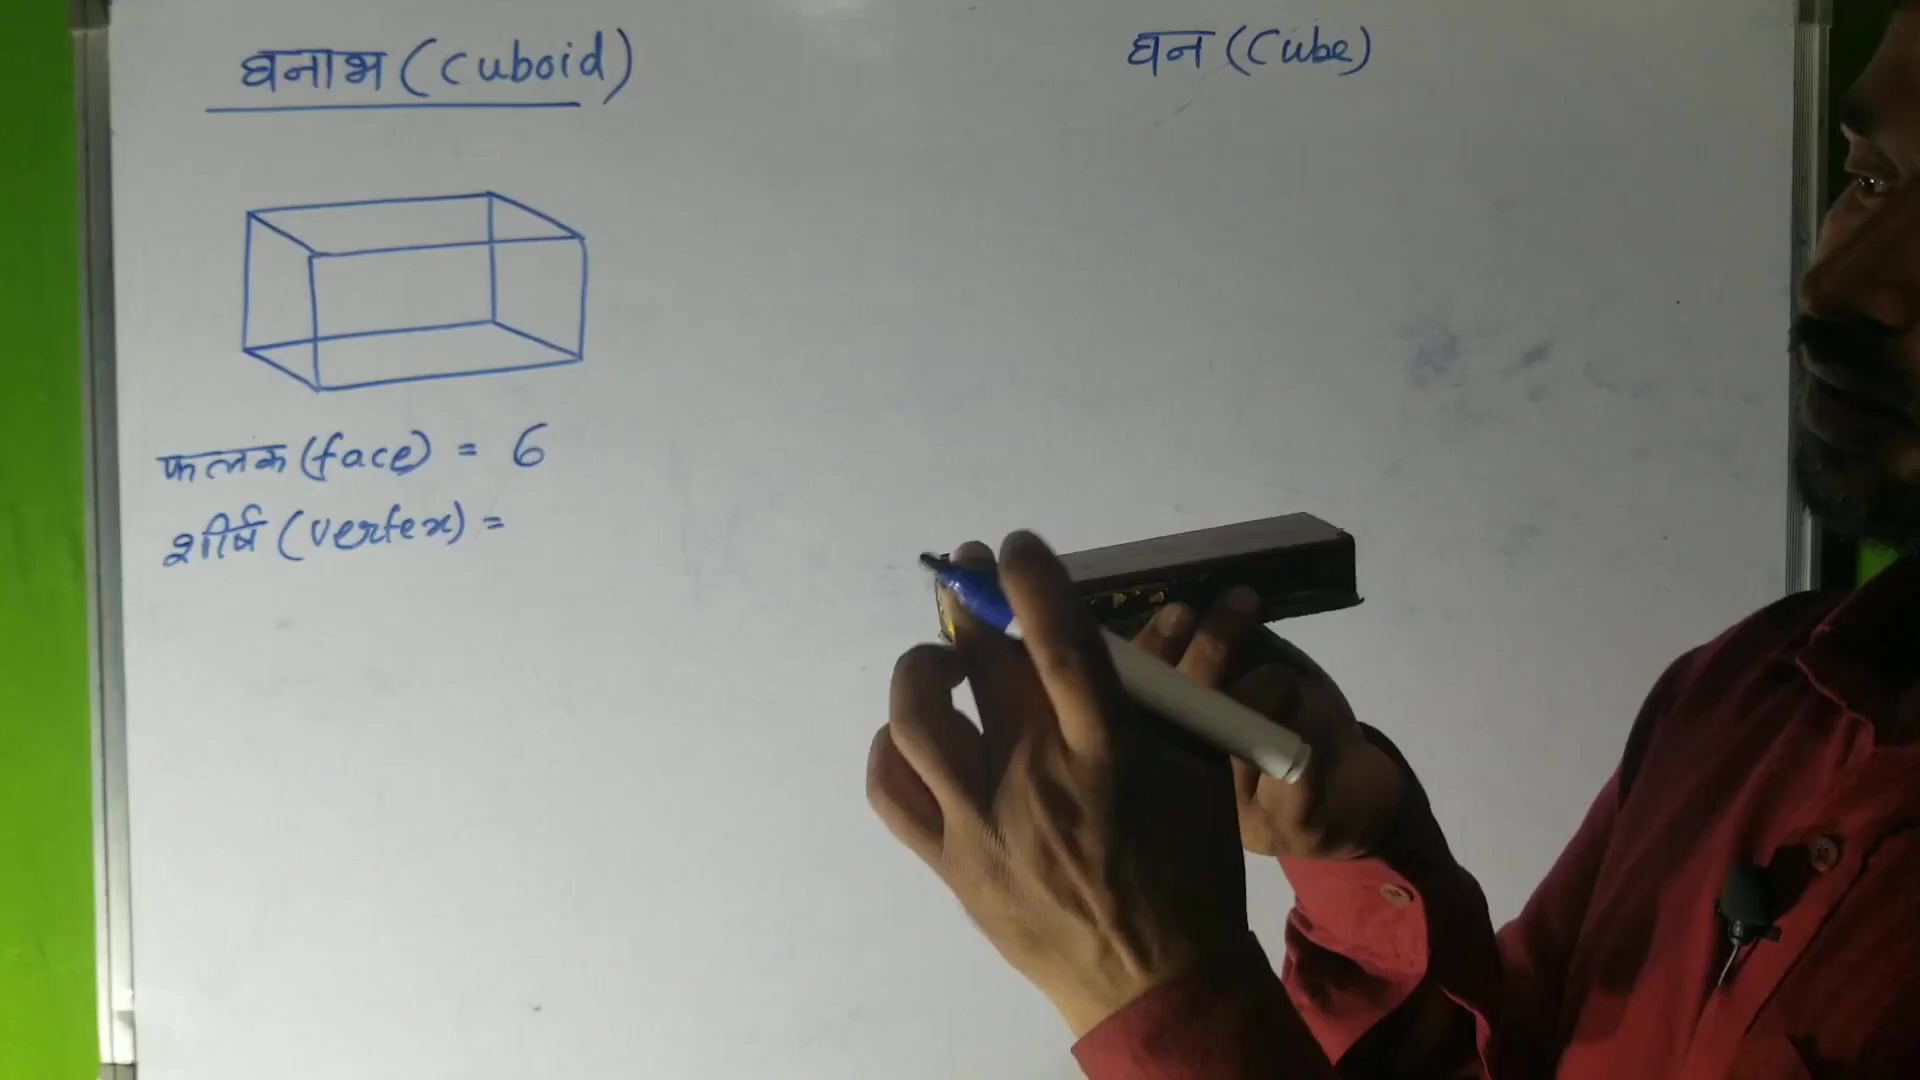 घनाभ (Cuboid)
घन (Cube)
फलक (face) = 6
शीर्ष (vertex) =